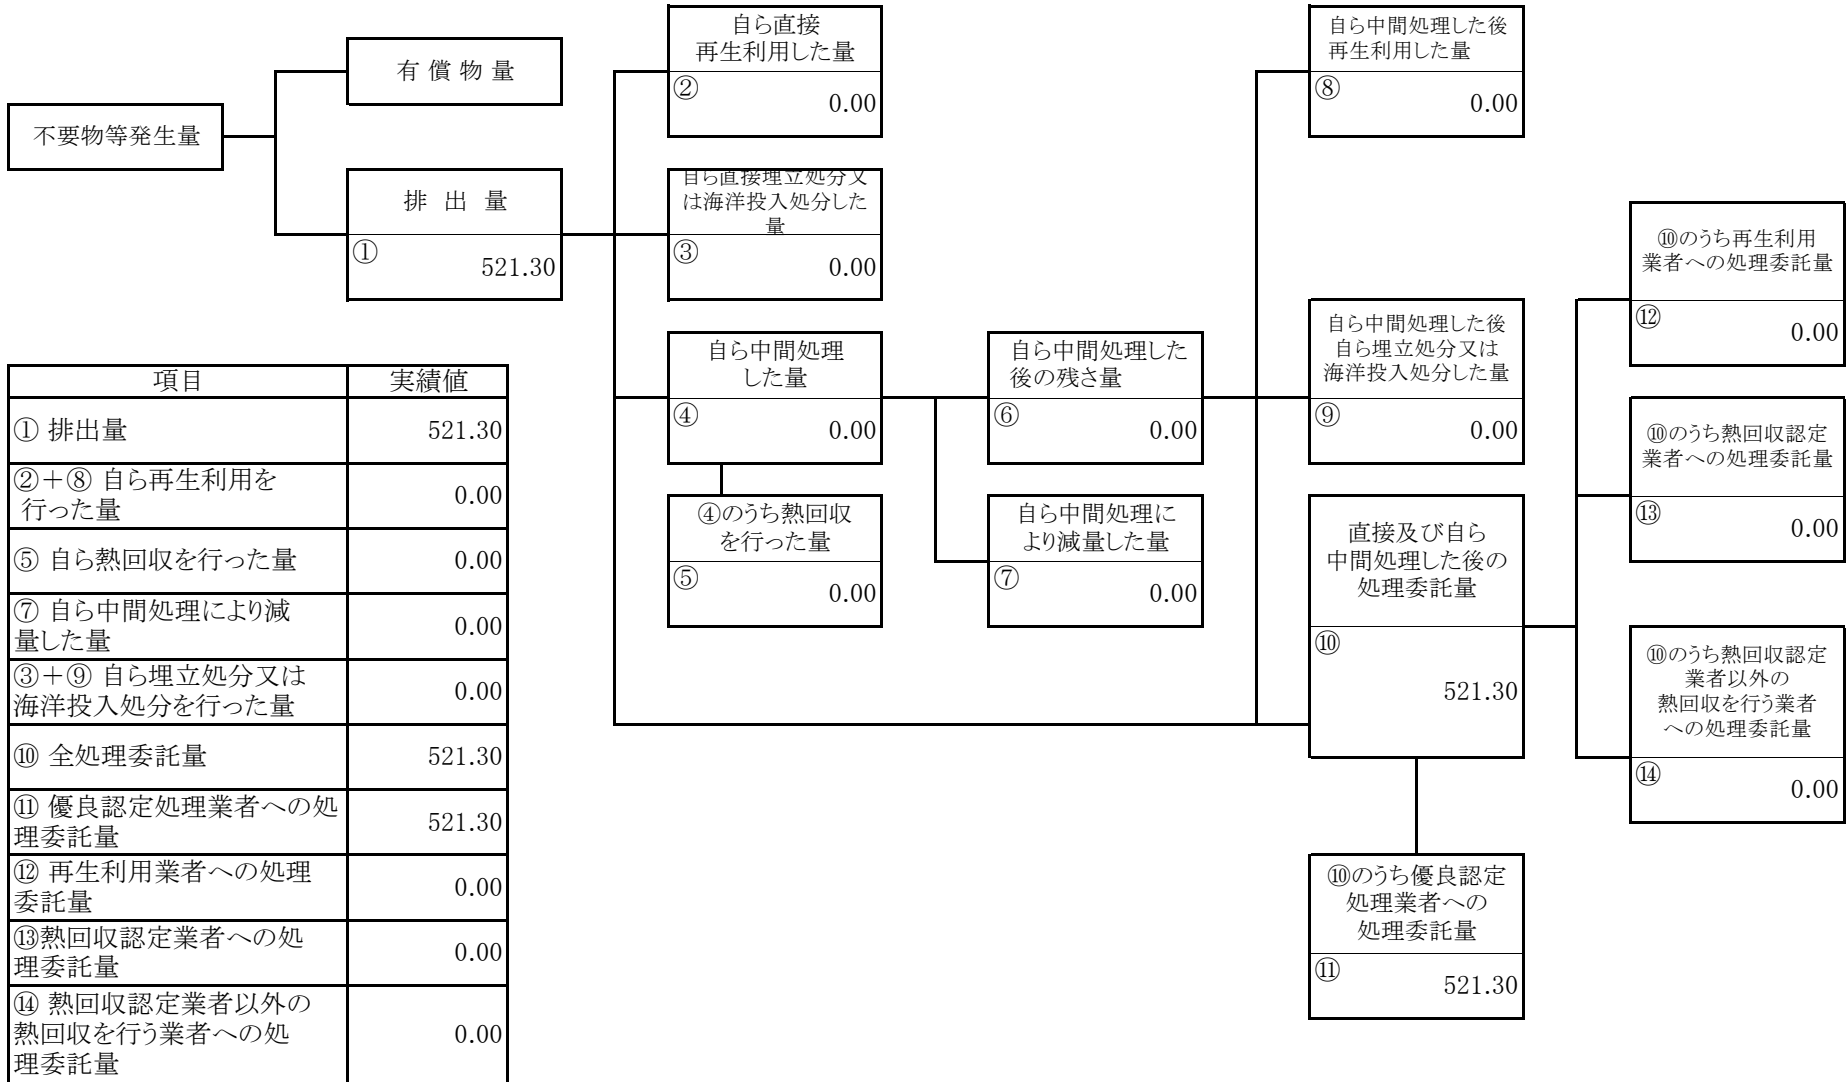 不要物等発生量
有 償 物 量
排 出 量
①
521.30
自ら直接
再生利用した量
②
0.00
自ら直接埋立処分又
は海洋投入処分した
量
③
0.00
自ら中間処理
した量
④
0.00
④のうち熱回収
を行った量
⑤
0.00
自ら中間処理した
後の残さ量
⑥
0.00
自ら中間処理に
より減量した量
⑦
0.00
自ら中間処理した後
再生利用した量
⑧
0.00
自ら中間処理した後
自ら埋立処分又は
海洋投入処分した量
⑨
0.00
直接及び自ら
中間処理した後の
処理委託量
⑩
521.30
⑩のうち優良認定
処理業者への
処理委託量
⑪
521.30
⑩のうち再生利用
業者への処理委託量
⑫
0.00
⑩のうち熱回収認定
業者への処理委託量
⑬
0.00
⑩のうち熱回収認定
業者以外の
熱回収を行う業者
への処理委託量
⑭
0.00
項目 実績値
① 排出量 521.30
②＋⑧ 自ら再生利用を
行った量 0.00
⑤ 自ら熱回収を行った量 0.00
⑦ 自ら中間処理により減
量した量 0.00
③＋⑨ 自ら埋立処分又は
海洋投入処分を行った量 0.00
⑩ 全処理委託量 521.30
⑪ 優良認定処理業者への処
理委託量 521.30
⑫ 再生利用業者への処理
委託量 0.00
⑬熱回収認定業者への処
理委託量 0.00
⑭ 熱回収認定業者以外の
熱回収を行う業者への処
理委託量 0.00